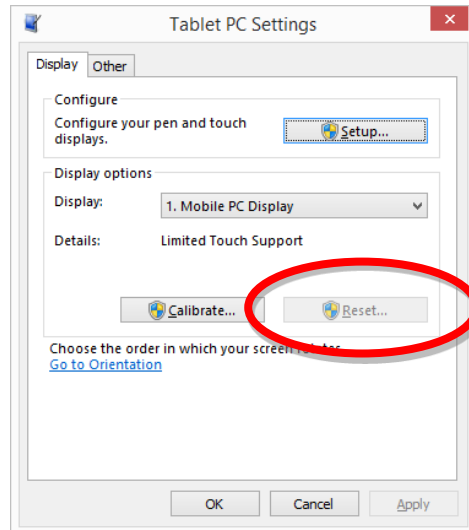 Tablet PC Settings
Display
Other
Configure
Configure your pen and touch
displays.
Setup...
Display options
Display:
1. Mobile PC Display
Details:
Limited Touch Support
Calibrate...
Reset...
Choose the order in which your screen rotates.
Go to Orientation
OK
Cancel
Apply